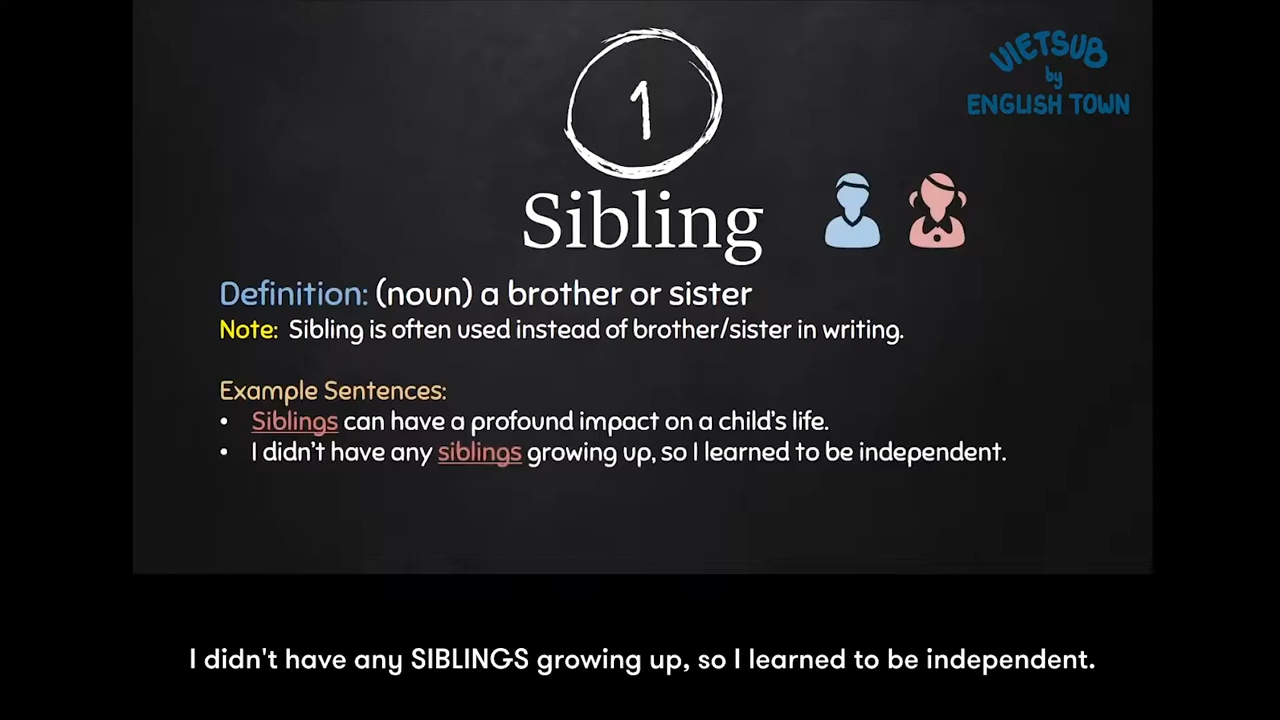 1
VIETSUB
by
ENGLISH TOWN
Sibling
Definition: (noun) a brother or sister
Note: Sibling is often used instead of brother/sister in writing.
Example Sentences:
• Siblings can have a profound impact on a child's life.
• I didn't have any siblings growing up, so I learned to be independent.
I didn't have any SIBLINGS growing up, so I learned to be independent.